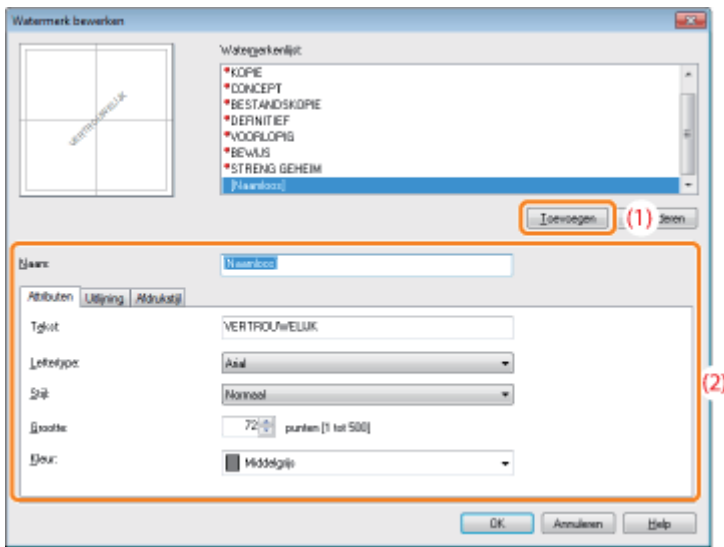 Watermerk bewerken
Watermerkenlijst:
*KOPIE
*CONCEPT
*BESTANDSKOPIE
*DEFINITIEF
*VOORLOPIG
*BEWIJS
*STRENG GEHEIM
[Naamloos]
VERTROUWELIJK
Toevoegen (1) deren
Naam: [Naamloos]
Attributen Uitlijning Afdrukstijl
Tekst: VERTROUWELIJK
Lettertype: Arial
(2)
Stijl: Normaal
Grootte: 72 punten [1 tot 500]
Kleur: Middelgrijs
OK Annuleren Help